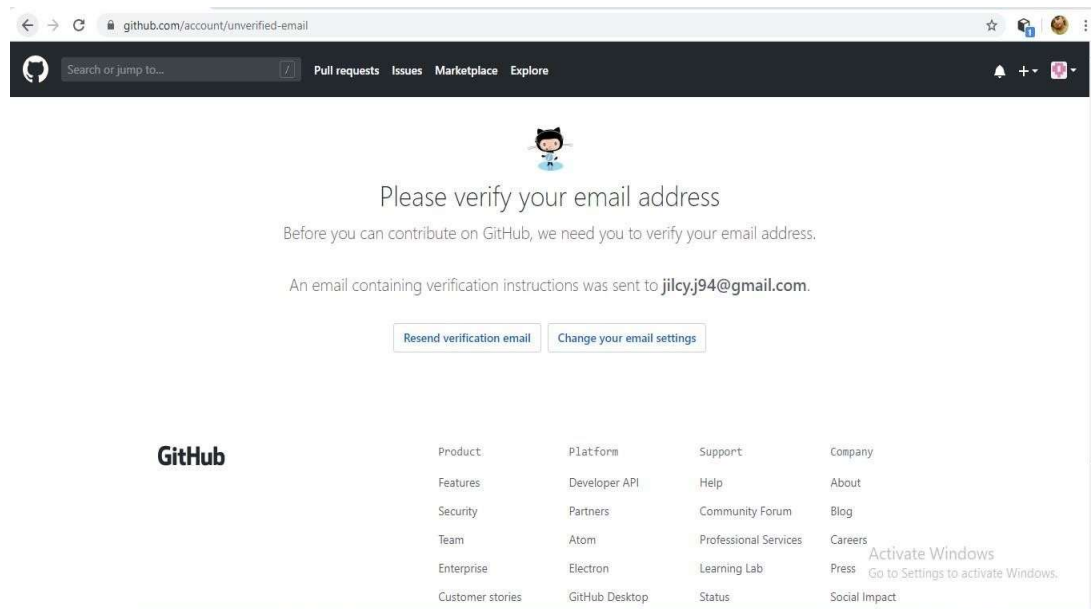 github.com/account/unverified-email
Search or jump to... / Pull requests Issues Marketplace Explore
Please verify your email address
Before you can contribute on GitHub, we need you to verify your email address.
An email containing verification instructions was sent to jilcy.j94@gmail.com.
Resend verification email Change your email settings
GitHub Product Platform Support Company
Features Developer API Help About
Security Partners Community Forum Blog
Team Atom Professional Services Careers
Activate Windows
Enterprise Electron Learning Lab Press Go to Settings to activate Windows.
Customer stories GitHub Desktop Status Social Impact